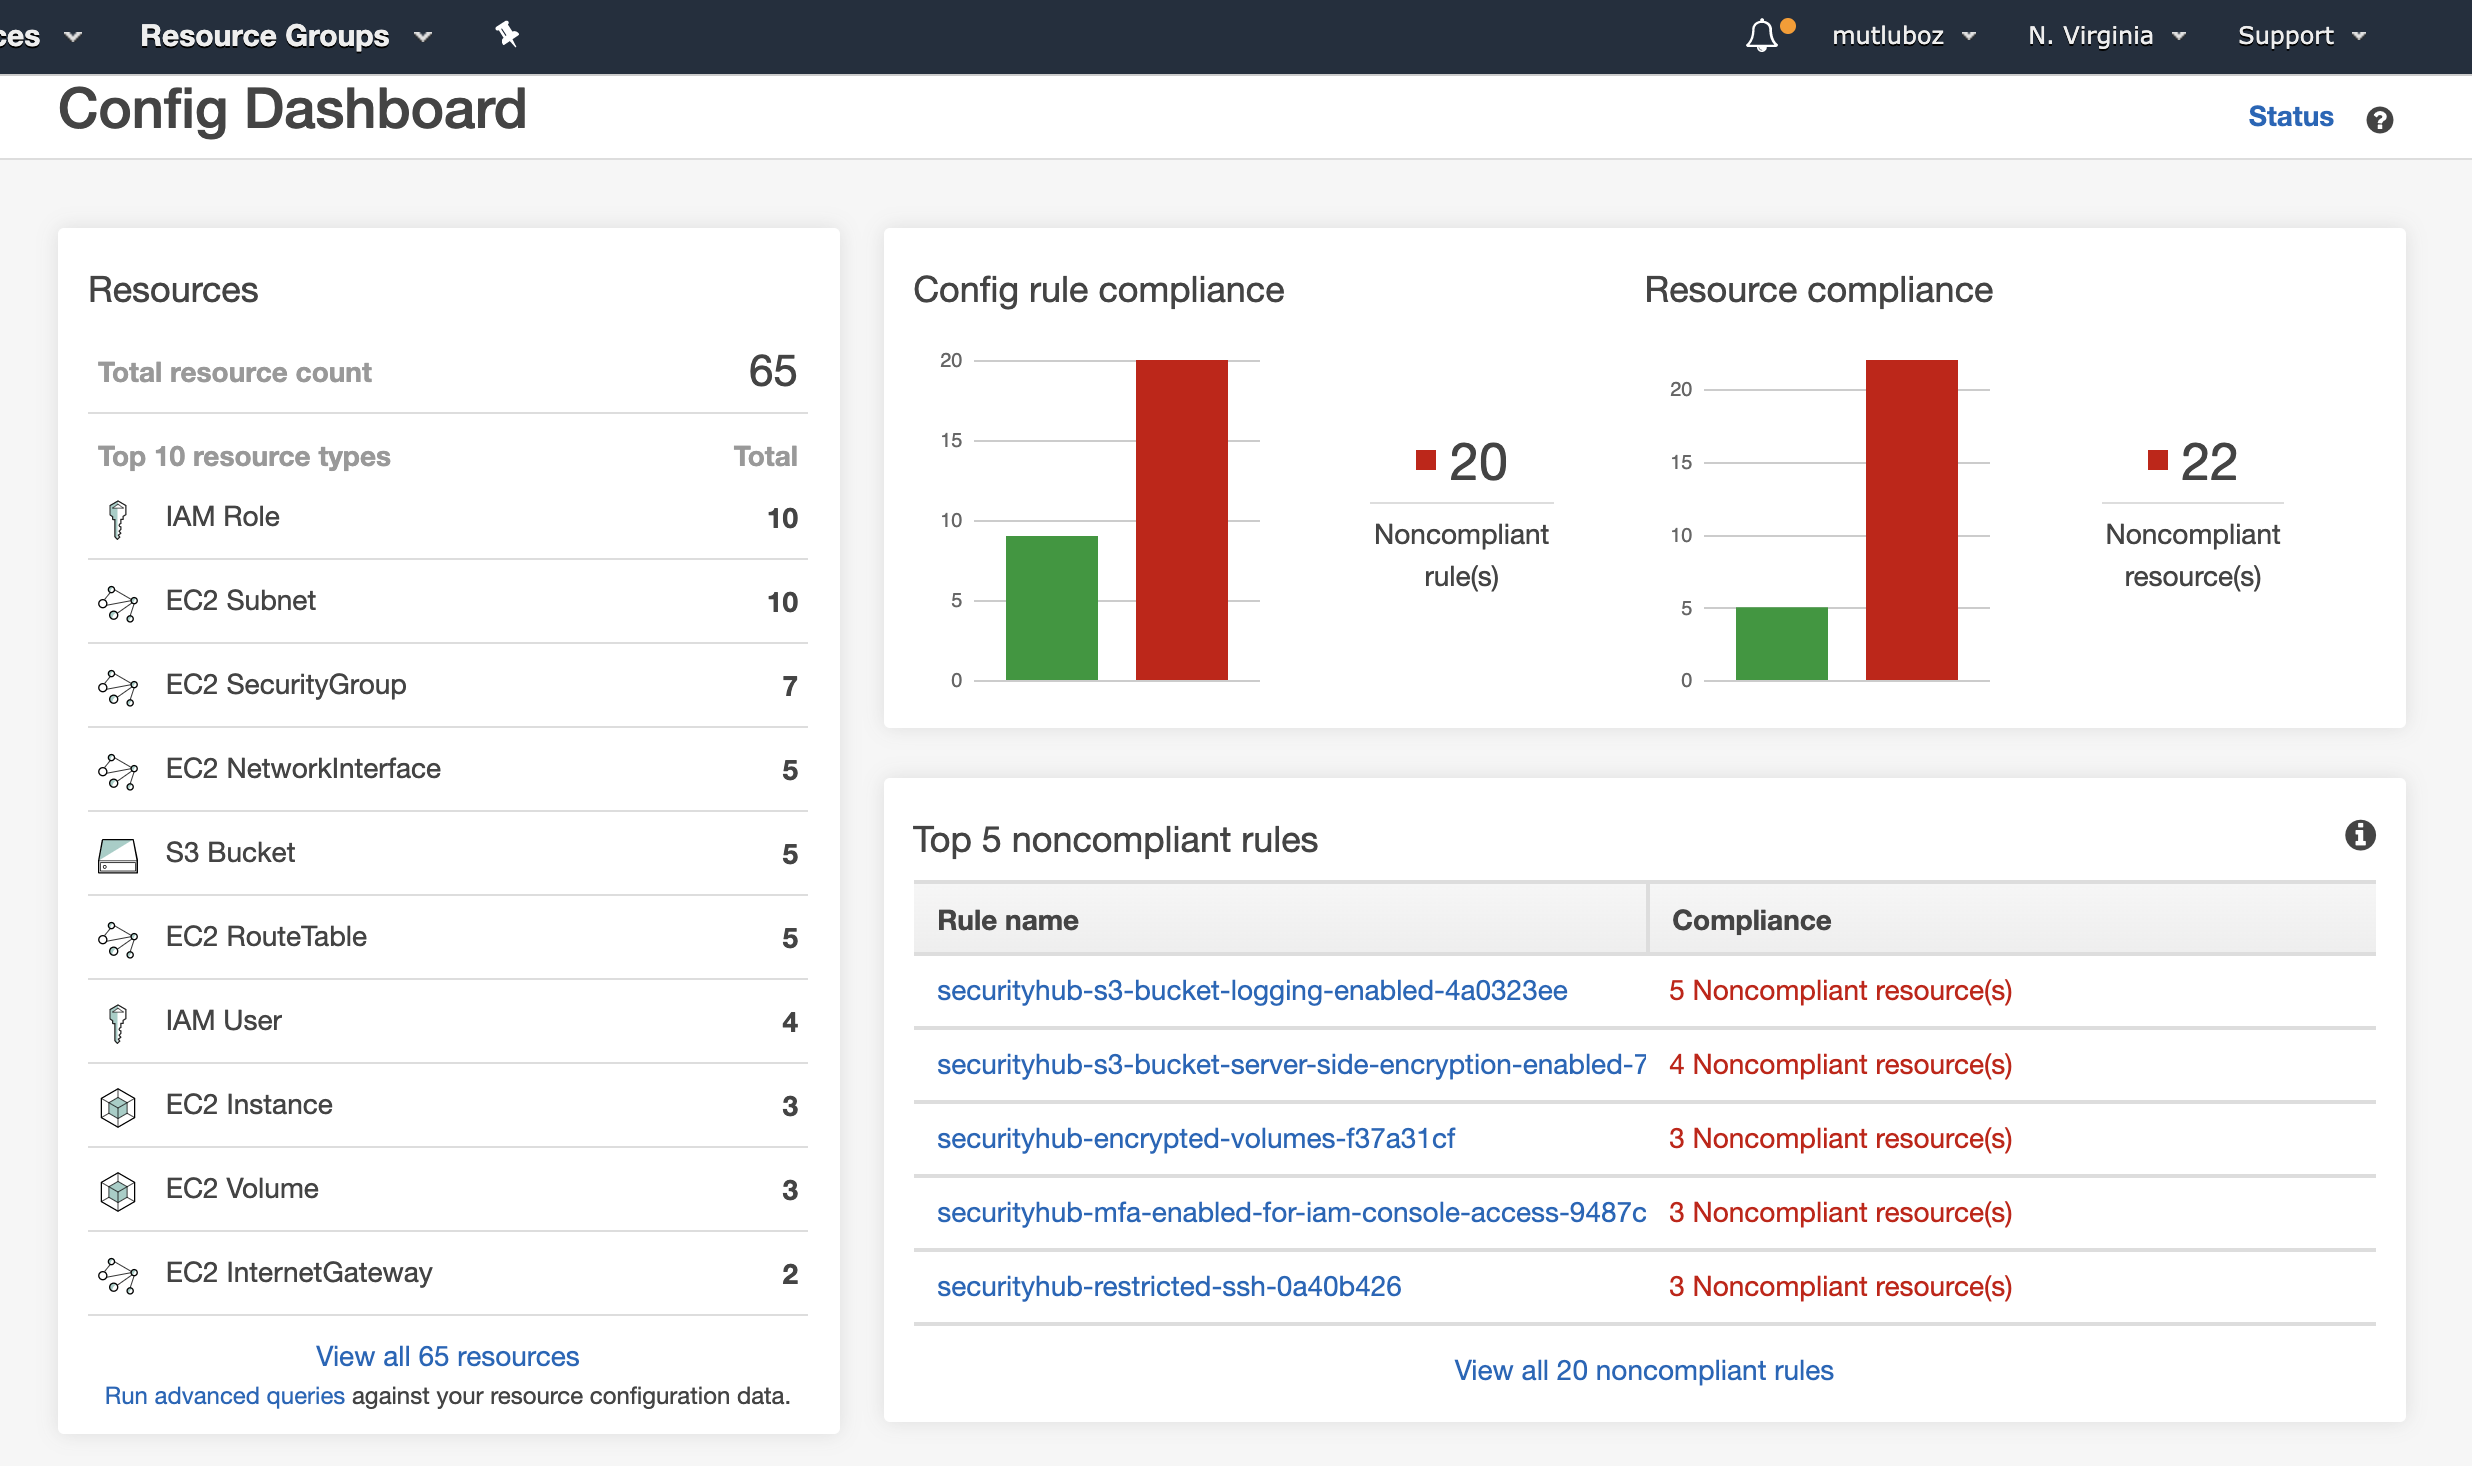 ces Resource Groups mutluboz N. Virginia Support
Config Dashboard
Status
Resources
Total resource count 65
Top 10 resource types Total
IAM Role 10
EC2 Subnet 10
EC2 SecurityGroup 7
EC2 NetworkInterface 5
S3 Bucket 5
EC2 RouteTable 5
IAM User 4
EC2 Instance 3
EC2 Volume 3
EC2 InternetGateway 2
View all 65 resources
Run advanced queries against your resource configuration data.
Config rule compliance
20
15
10
5
0
20
Noncompliant
rule(s)
Resource compliance
20
15
10
5
0
22
Noncompliant
resource(s)
Top 5 noncompliant rules
Rule name Compliance
securityhub-s3-bucket-logging-enabled-4a0323ee 5 Noncompliant resource(s)
securityhub-s3-bucket-server-side-encryption-enabled-7 4 Noncompliant resource(s)
securityhub-encrypted-volumes-f37a31cf 3 Noncompliant resource(s)
securityhub-mfa-enabled-for-iam-console-access-9487c 3 Noncompliant resource(s)
securityhub-restricted-ssh-0a40b426 3 Noncompliant resource(s)
View all 20 noncompliant rules